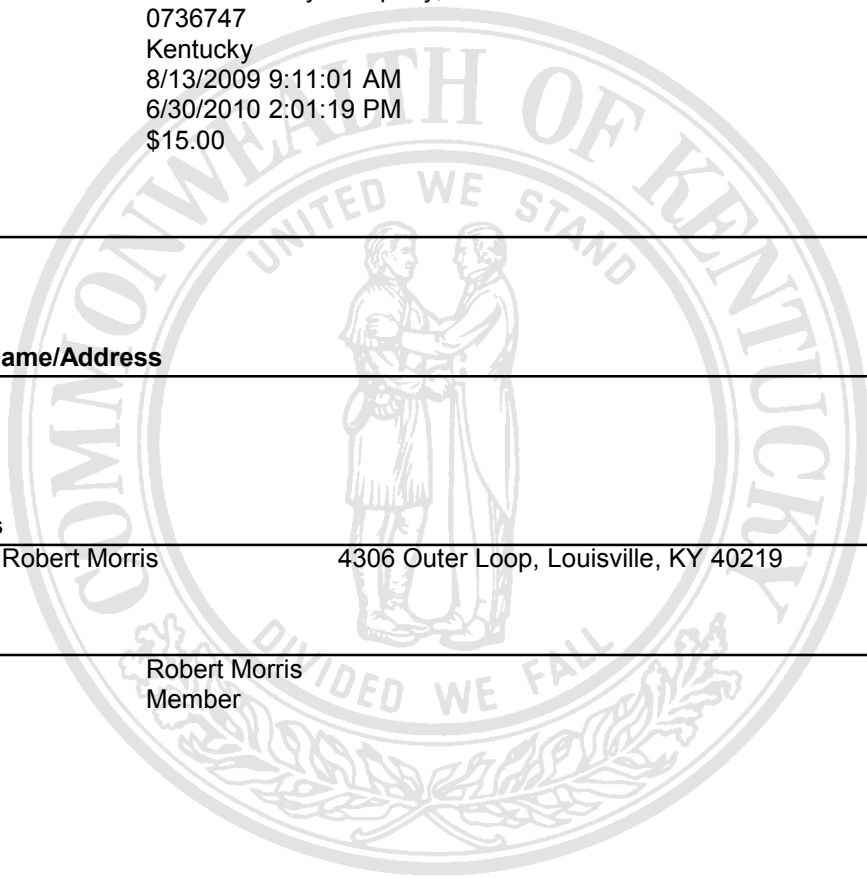 0736747
Kentucky
8/13/2009 9:11:01 AM
6/30/2010 2:01:19 PM
$15.00
COMMONWEALTH OF KENTUCKY
UNITED WE STAND
ame/Address
s
Robert Morris 4306 Outer Loop, Louisville, KY 40219
Robert Morris
Member
DIVIDED WE FALL